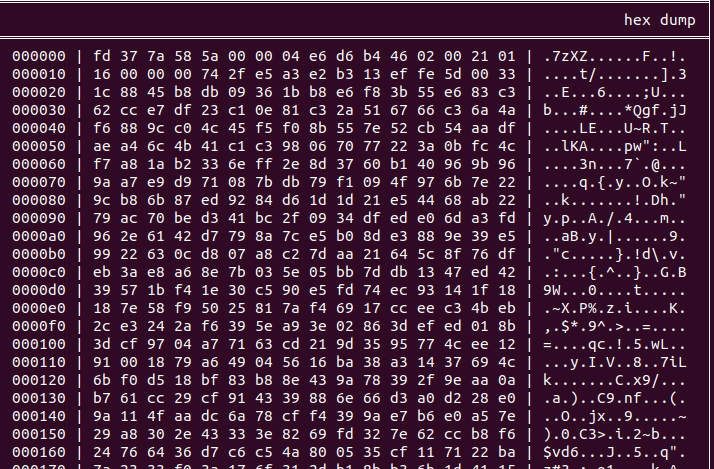 hex dump
000000 | fd 37 7a 58 5a 00 00 04 e6 d6 b4 46 02 00 21 01 | .7zXZ......F..!.
000010 | 16 00 00 00 74 2f e5 a3 e2 b3 13 ef fe 5d 00 33 | ....t/.......].3
000020 | 1c 88 45 b8 db 09 36 1b b8 e6 f8 3b 55 e6 83 c3 | ..E...6....;U...
000030 | 62 cc e7 df 23 c1 0e 81 c3 2a 51 67 66 c3 6a 4a | b...#....*Qgf.jJ
000040 | f6 88 9c c0 4c 45 f5 f0 8b 55 7e 52 cb 54 aa df | ....LE...U~R.T..
000050 | ae a4 6c 4b 41 c1 c3 98 06 70 77 22 3a 0b fc 4c | ..lKA....pw":..L
000060 | f7 a8 1a b2 33 6e ff 2e 8d 37 60 b1 40 96 9b 96 | ....3n...7`.@...
000070 | 9a a7 e9 d9 71 08 7b db 79 f1 09 4f 97 6b 7e 22 | ....q.{.y..O.k~"
000080 | 9c b8 6b 87 ed 92 84 d6 1d 1d 21 e5 44 68 ab 22 | ..k.......!.Dh."
000090 | 79 ac 70 be d3 41 bc 2f 09 34 df ed e0 6d a3 fd | y.p..A./.4...m..
0000a0 | 96 2e 61 42 d7 79 8a 7c e5 b0 8d e3 88 9e 39 e5 | ..aB.y.|......9.
0000b0 | 99 22 63 0c d8 07 a8 c2 7d aa 21 64 5c 8f 76 df | ."c.....}.!d\.v.
0000c0 | eb 3a e8 a6 8e 7b 03 5e 05 bb 7d db 13 47 ed 42 | .:...{.^..}..G.B
0000d0 | 39 57 1b f4 1e 30 c5 90 e5 fd 74 ec 93 14 1f 18 | 9W...0....t.....
0000e0 | 18 7e 58 f9 50 25 81 7a f4 69 17 cc ee c3 4b eb | .~X.P%.z.i....K.
0000f0 | 2c e3 24 2a f6 39 5e a9 3e 02 86 3d ef ed 01 8b | ,.$*.9^.>..=....
000100 | 3d cf 97 04 a7 71 63 cd 21 9d 35 95 77 4c ee 12 | =....qc.!.5.wL..
000110 | 91 00 18 79 a6 49 04 56 16 ba 38 a3 14 37 69 4c | ...y.I.V..8..7iL
000120 | 6b f0 d5 18 bf 83 b8 8e 43 9a 78 39 2f 9e aa 0a | k.......C.x9/...
000130 | b7 61 cc 29 cf 91 43 39 88 6e 66 d3 a0 d2 28 e0 | .a.)..C9.nf...(.
000140 | 9a 11 4f aa dc 6a 78 cf f4 39 9a e7 b6 e0 a5 7e | ..O..jx..9.....~
000150 | 29 a8 30 2e 43 33 3e 82 69 fd 32 7e 62 cc b8 f6 | ).0.C3>.i.2~b...
000160 | 24 76 64 36 d7 c6 c5 4a 80 05 35 cf 11 71 22 ba | $vd6...J..5..q".